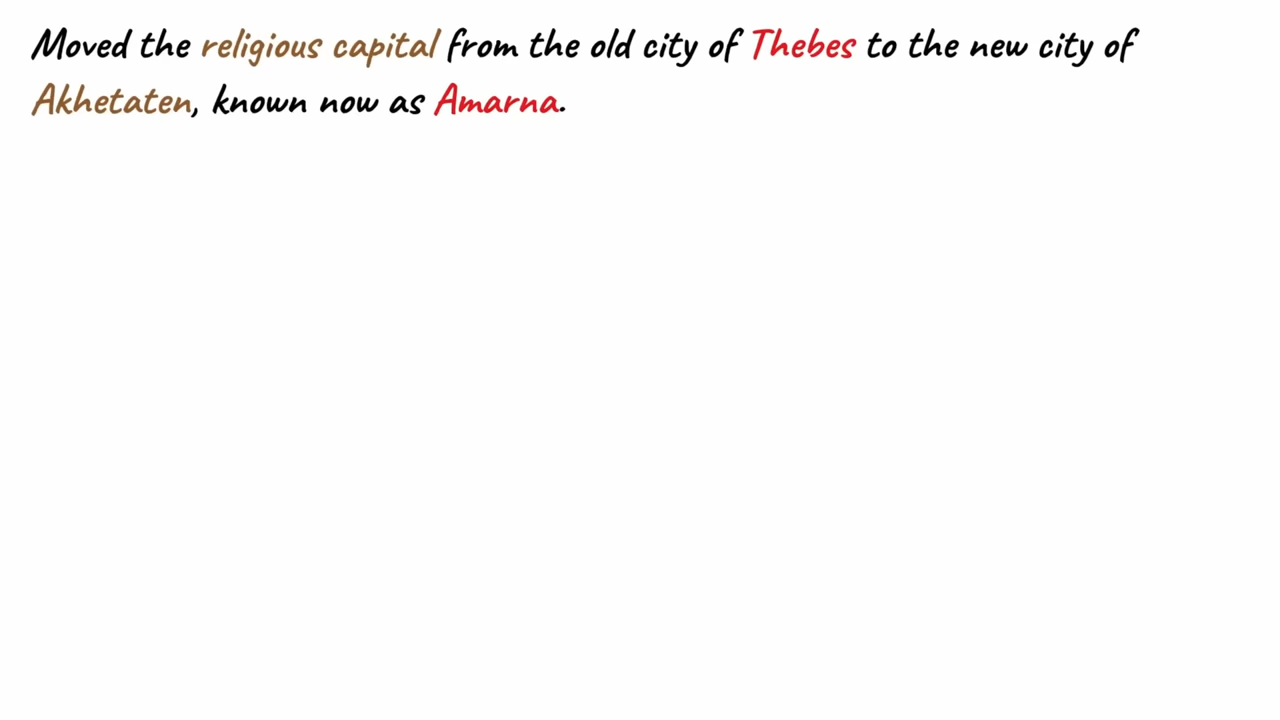 Moved the religious capital from the old city of Thebes to the new city of
Akhetaten, known now as Amarna.